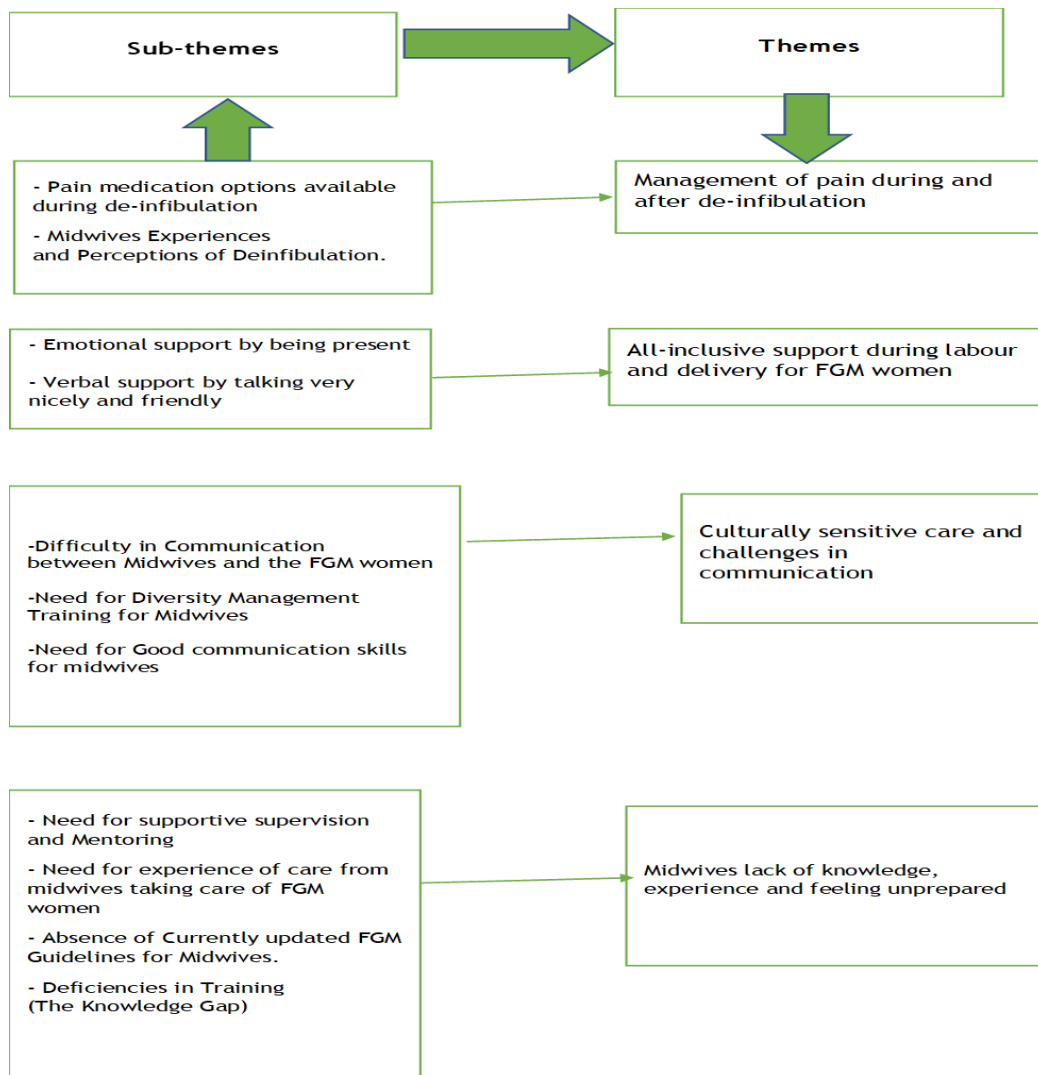 Sub-themes
Themes
- Pain medication options available
during de-infibulation
- Midwives Experiences
and Perceptions of Deinfibulation.
Management of pain during and
after de-infibulation
- Emotional support by being present
- Verbal support by talking very
nicely and friendly
All-inclusive support during labour
and delivery for FGM women
-Difficulty in Communication
between Midwives and the FGM women
-Need for Diversity Management
Training for Midwives
-Need for Good communication skills
for midwives
Culturally sensitive care and
challenges in
communication
- Need for supportive supervision
and Mentoring
- Need for experience of care from
midwives taking care of FGM
women
- Absence of Currently updated FGM
Guidelines for Midwives.
- Deficiencies in Training
(The Knowledge Gap)
Midwives lack of knowledge,
experience and feeling unprepared